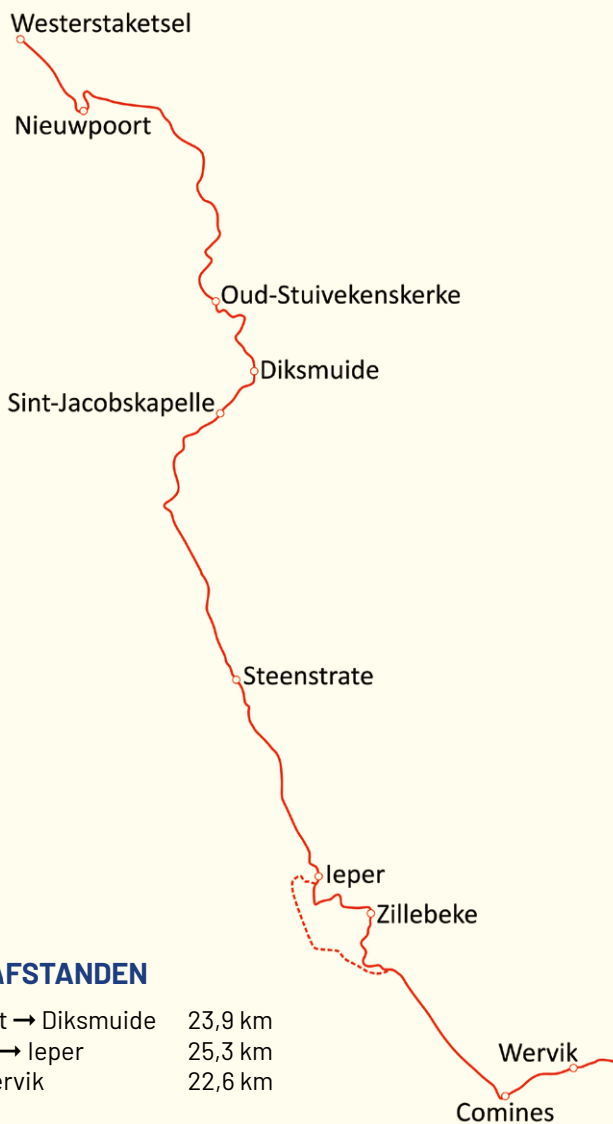 Westerstaketsel
Nieuwpoort
Oud-Stuivekenskerke
Diksmuide
Sint-Jacobskapelle
Steenstrate
Ieper
Zillebeke
AFSTANDEN
t → Diksmuide 23,9 km
→ Ieper 25,3 km
ervik 22,6 km
Wervik
Comines